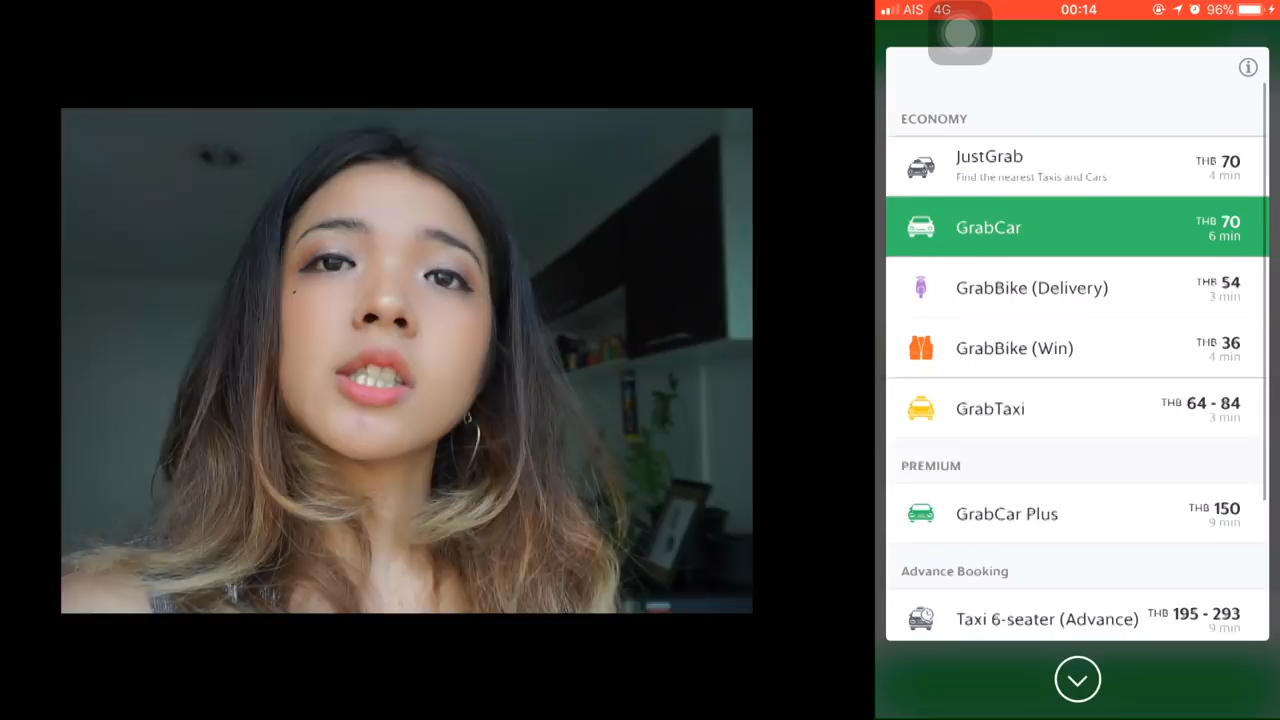 AIS 4G 00:14 96%
ECONOMY
JustGrab THB 70
Find the nearest Taxis and Cars 4 min
GrabCar THB 70
6 min
GrabBike (Delivery) THB 54
3 min
GrabBike (Win) THB 36
4 min
GrabTaxi THB 64 - 84
3 min
PREMIUM
GrabCar Plus THB 150
9 min
Advance Booking
Taxi 6-seater (Advance) THB 195 - 293
9 min